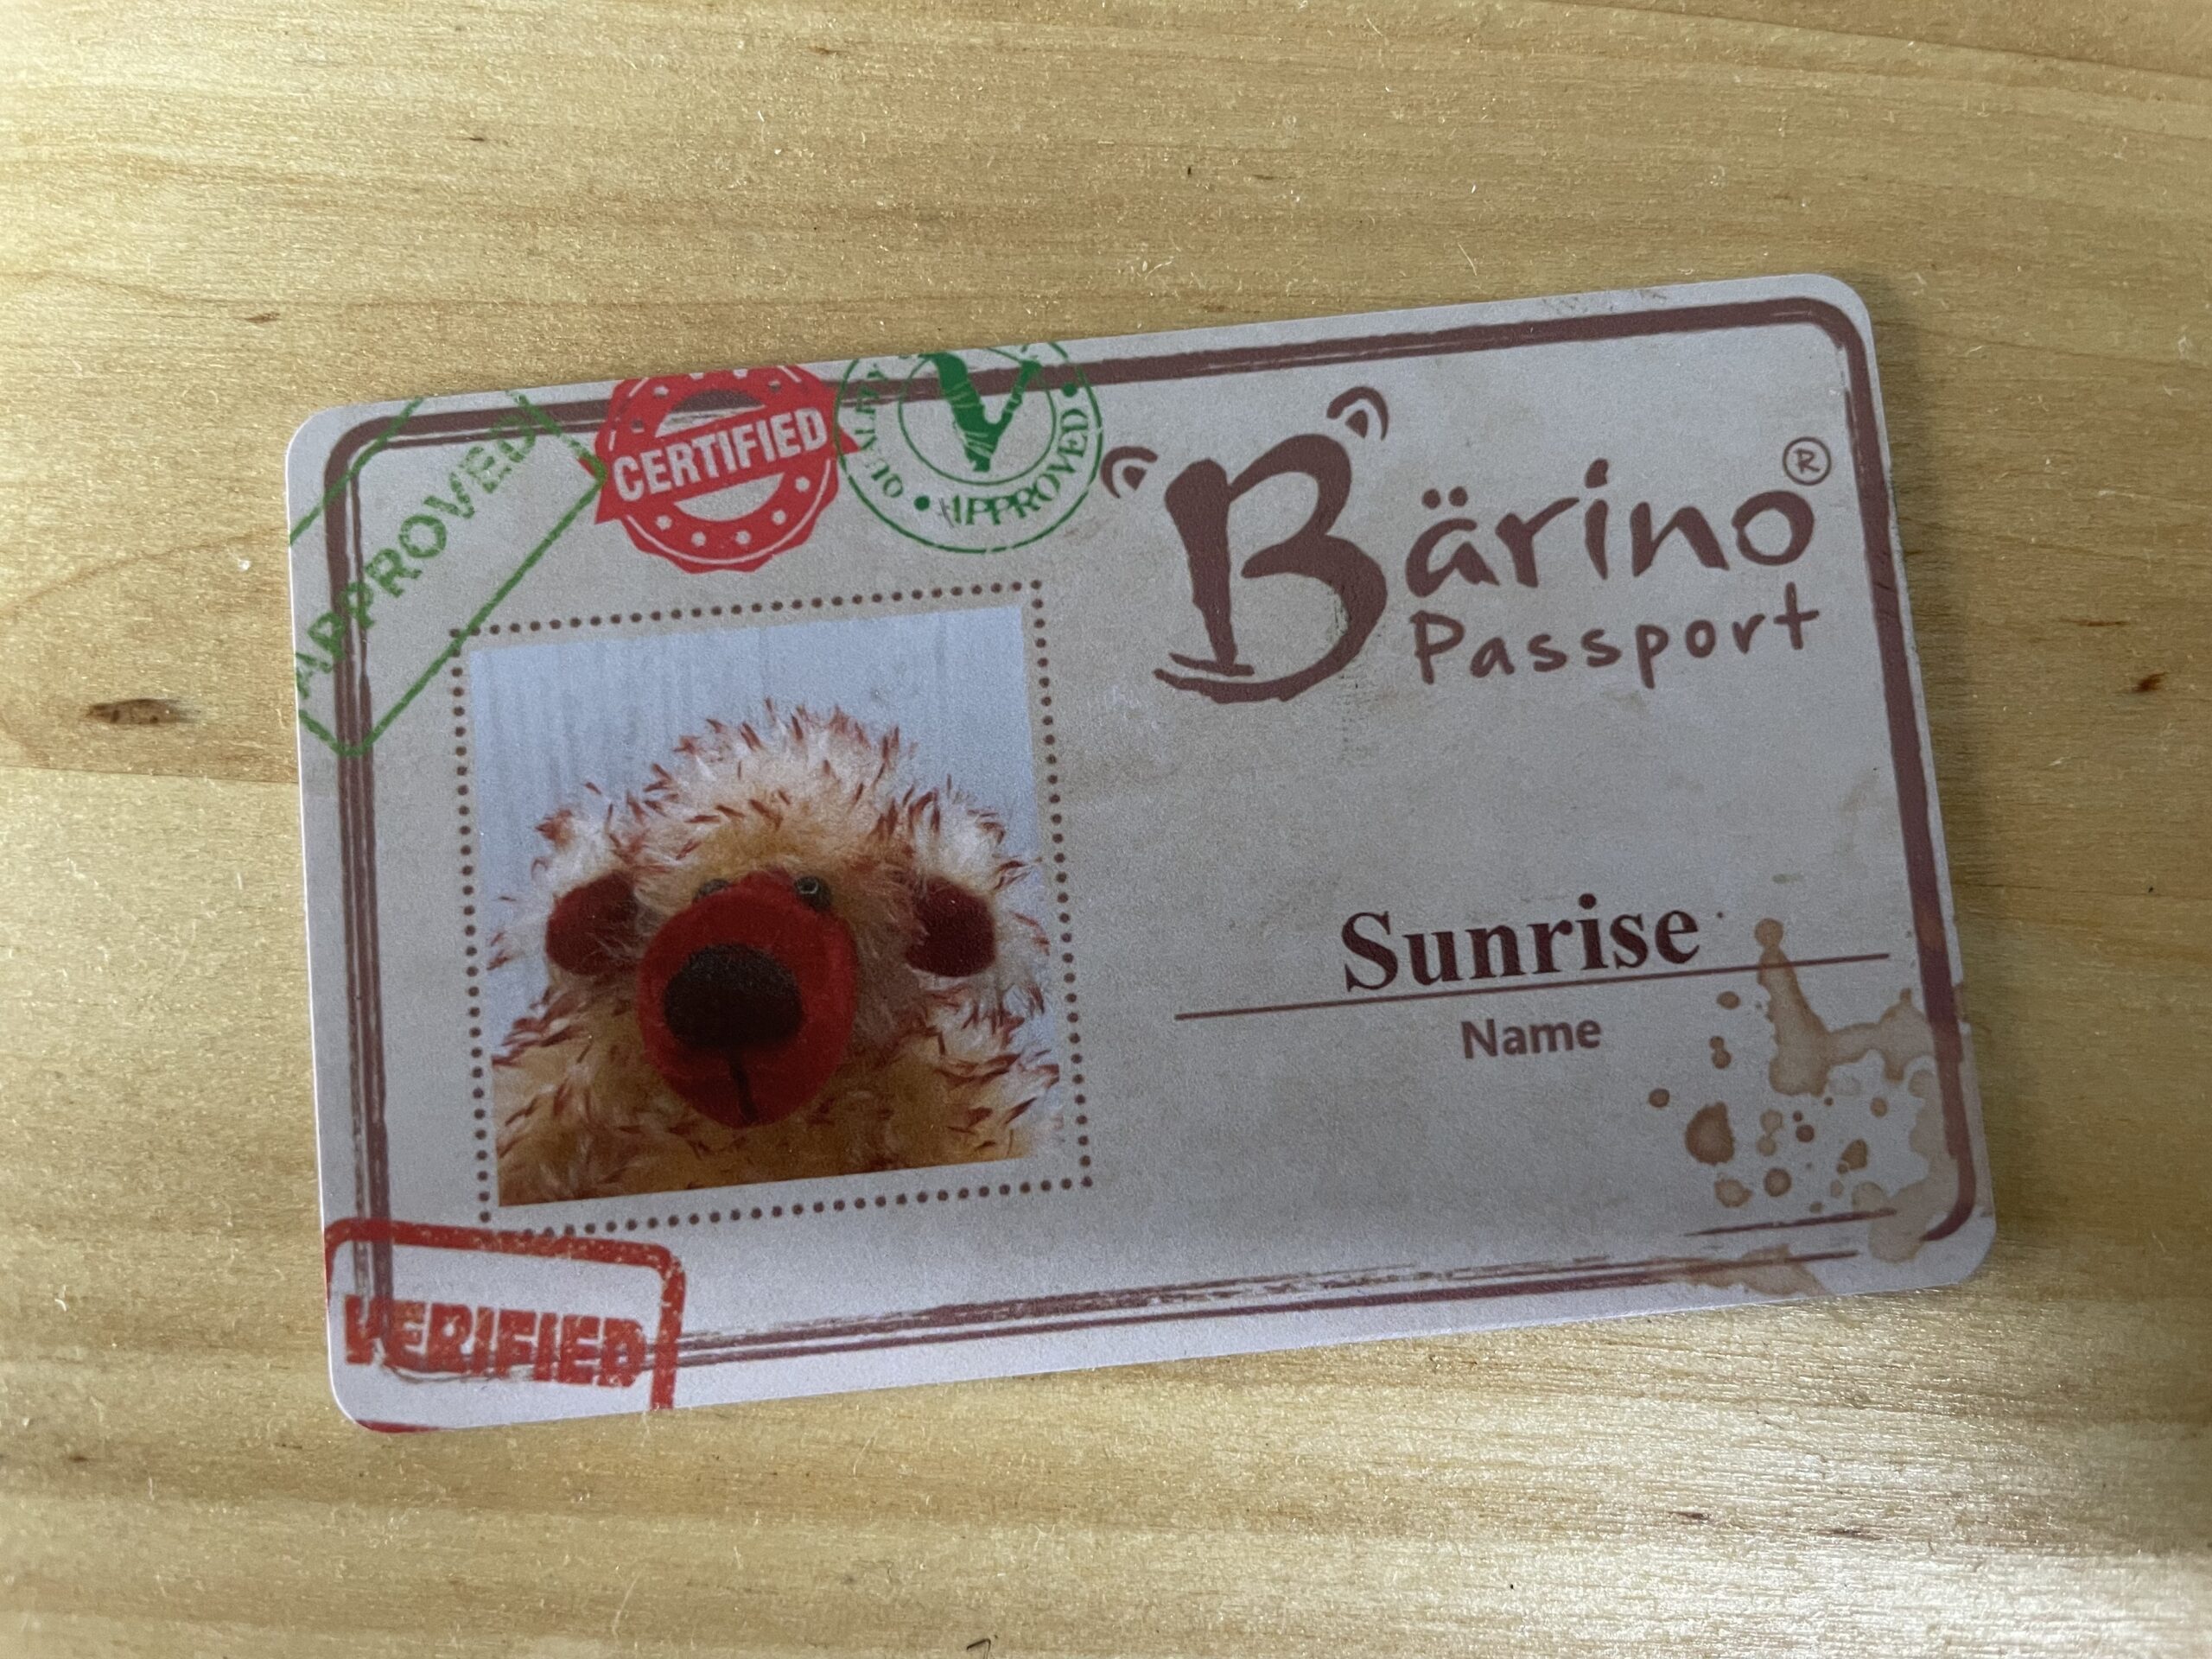 APPROVED
CERTIFIED
QUALITY • APPROVED •
V
Bärino®
Passport
Sunrise
Name
VERIFIED